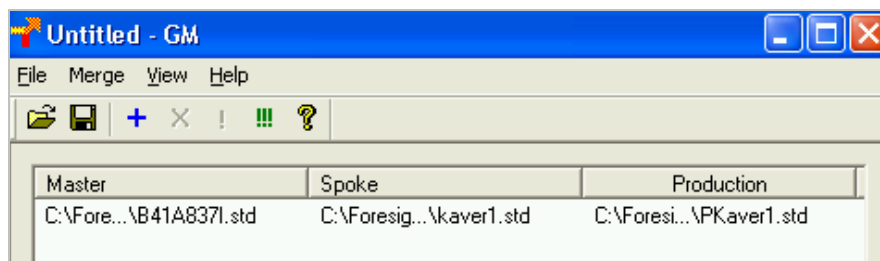 Untitled - GM
File Merge View Help
Master Spoke Production
C:\Fore...\B41A837I.std C:\Foresig...\kaver1.std C:\Foresi...\PKaver1.std